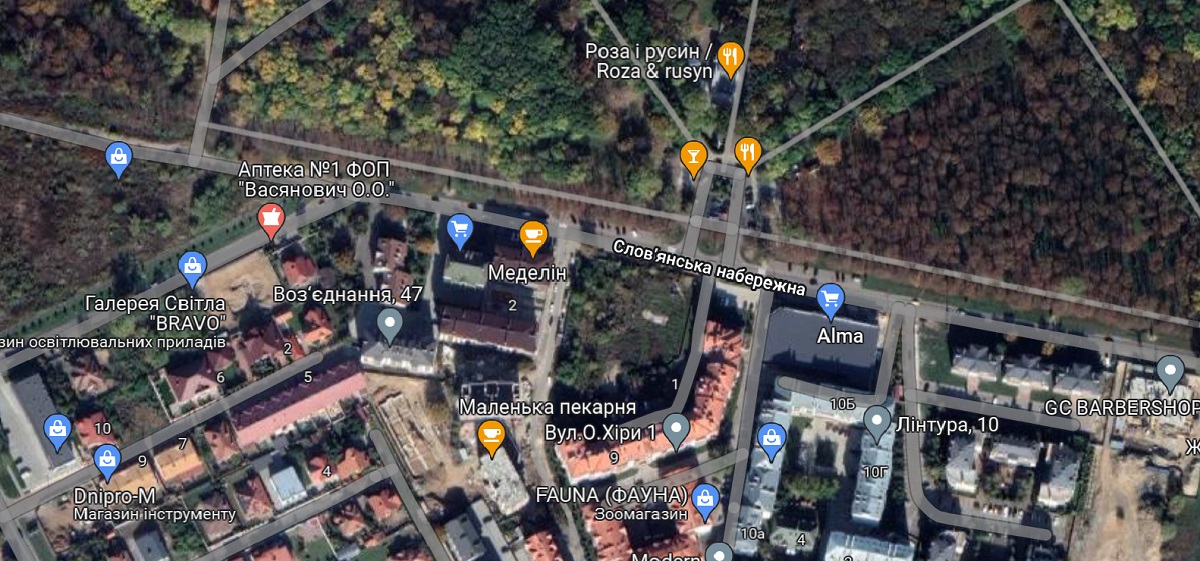 Роза і русин /
Roza & rusyn
Аптека №1 ФОП
"Васянович О.О."
Слов'янська набережна
Меделін
Галерея Світла
"BRAVO"
зин освітлювальних приладів
Воз‘єднання, 47
2
Alma
2
5
6
1
10Б
GC BARBERSHOP
Маленька пекарня
Вул.О.Хіри 1
Лінтура, 10
10
7
9
9
4
10Г
Ж
Dnipro-M
Магазин інструменту
FAUNA (ФАУНА)
Зоомагазин
10а
4
Modern